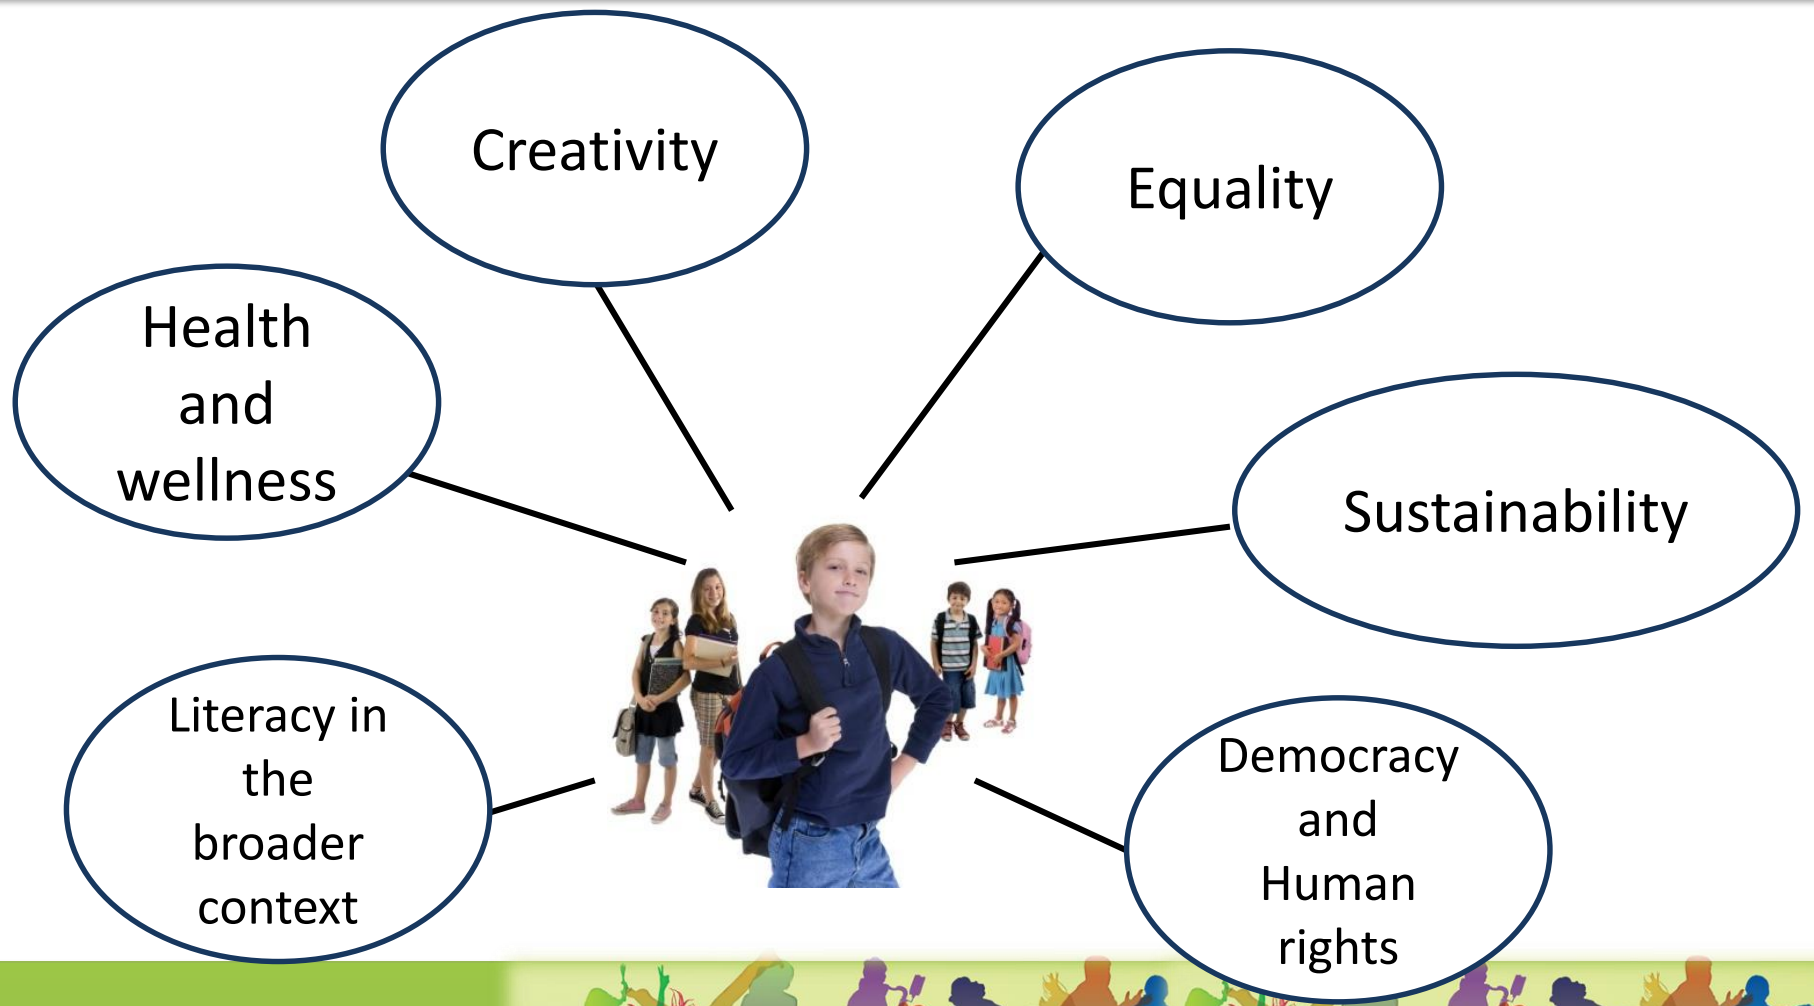 Creativity
Equality
Health
and
wellness
Sustainability
Literacy in
the
broader
context
Democracy
and
Human
rights